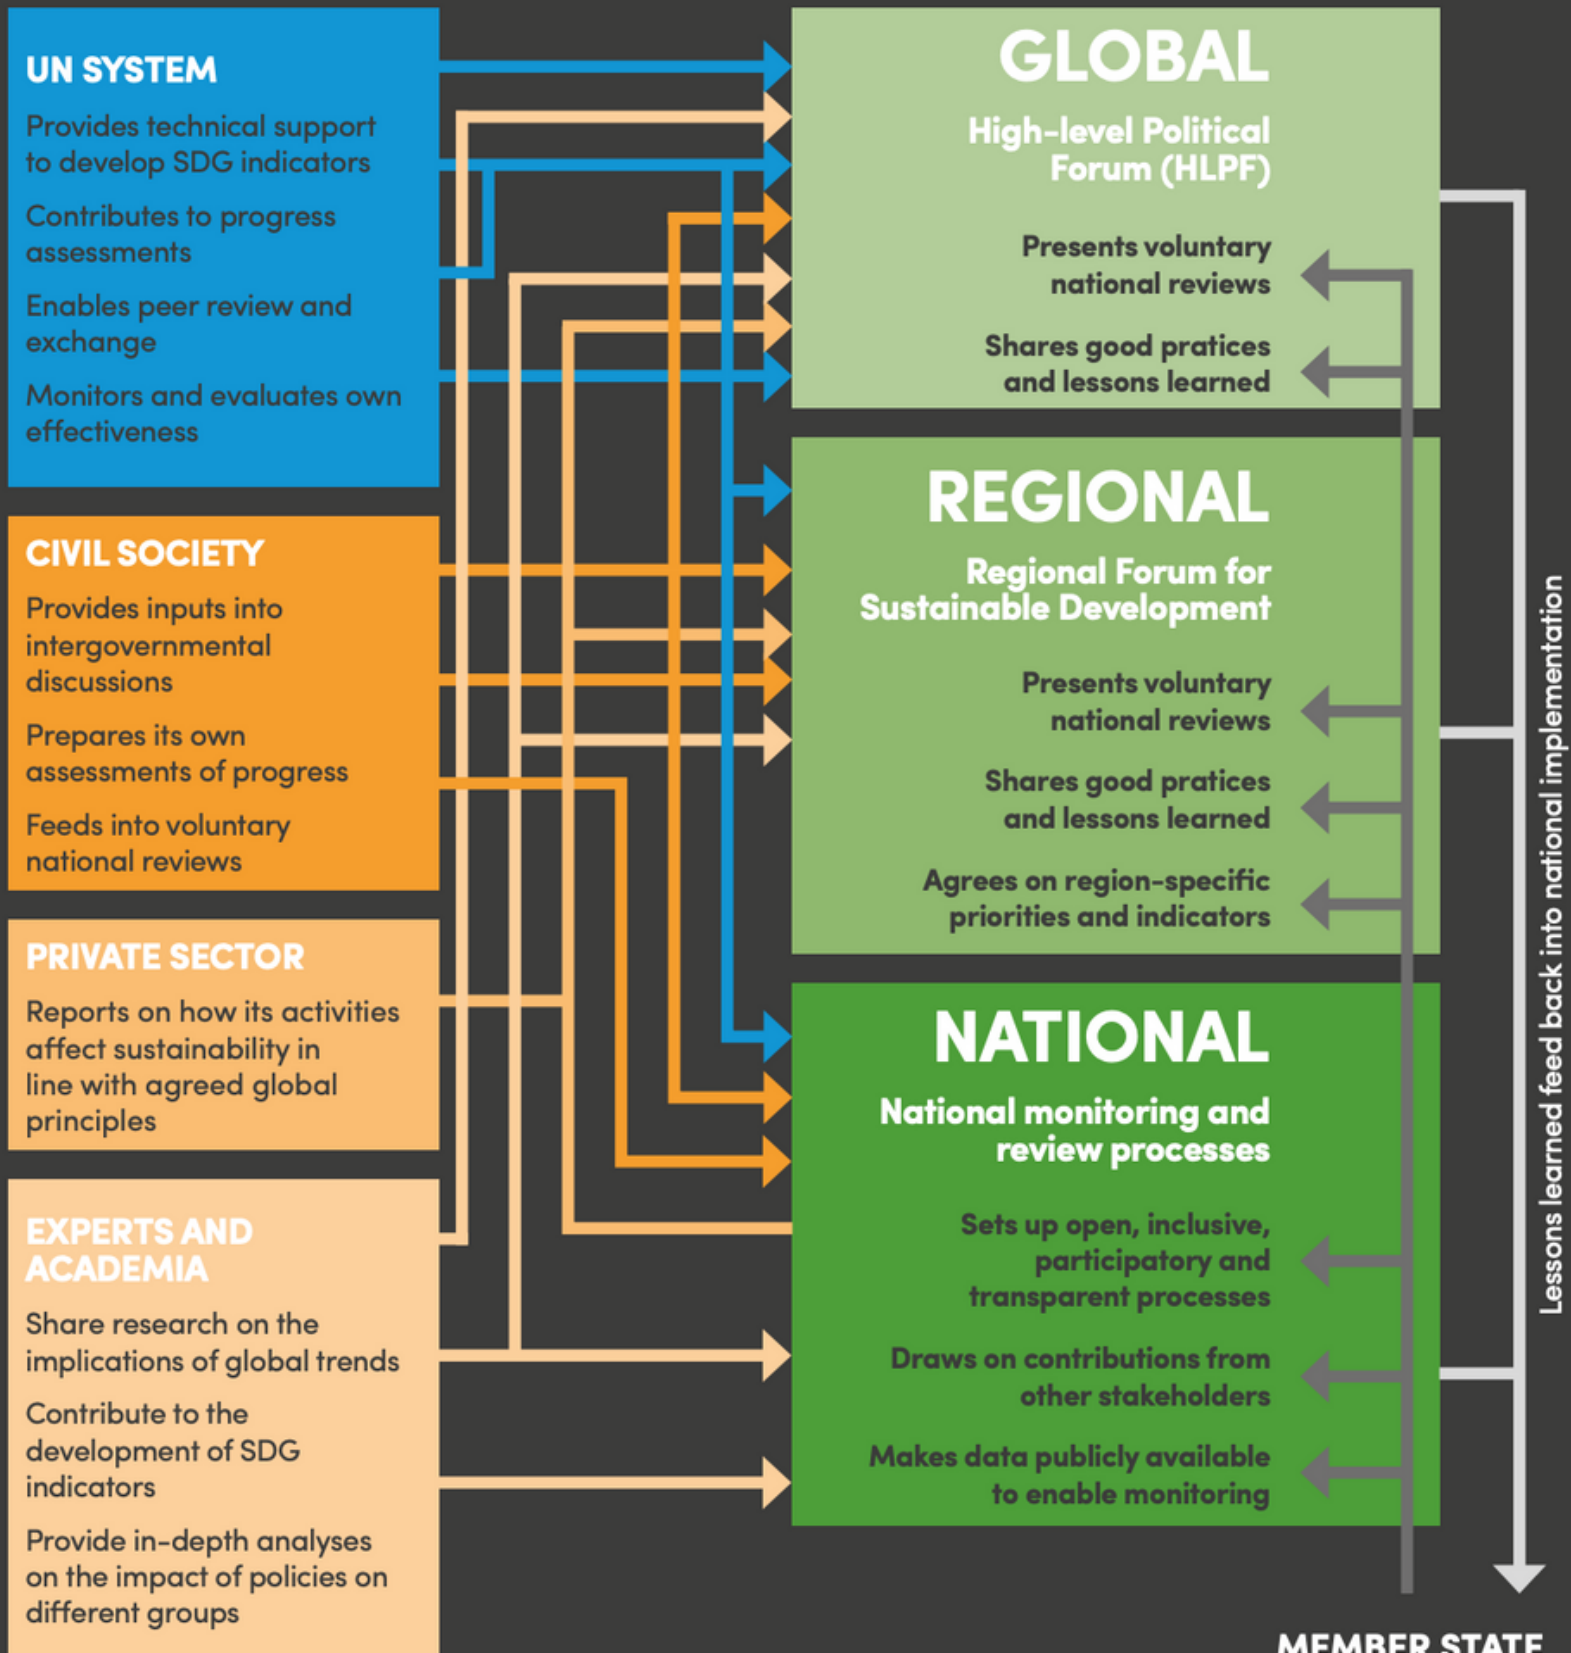 UN SYSTEM
Provides technical support
to develop SDG indicators
Contributes to progress
assessments
Enables peer review and
exchange
Monitors and evaluates own
effectiveness
CIVIL SOCIETY
Provides inputs into
intergovernmental
discussions
Prepares its own
assessments of progress
Feeds into voluntary
national reviews
PRIVATE SECTOR
Reports on how its activities
affect sustainability in
line with agreed global
principles
EXPERTS AND
ACADEMIA
Share research on the
implications of global trends
Contribute to the
development of SDG
indicators
Provide in-depth analyses
on the impact of policies on
different groups
GLOBAL
High-level Political
Forum (HLPF)
Presents voluntary
national reviews
Shares good pratices
and lessons learned
REGIONAL
Regional Forum for
Sustainable Development
Presents voluntary
national reviews
Shares good pratices
and lessons learned
Agrees on region-specific
priorities and indicators
NATIONAL
National monitoring and
review processes
Sets up open, inclusive,
participatory and
transparent processes
Draws on contributions from
other stakeholders
Makes data publicly available
to enable monitoring
Lessons learned feed back into national implementation
MEMBER STATE